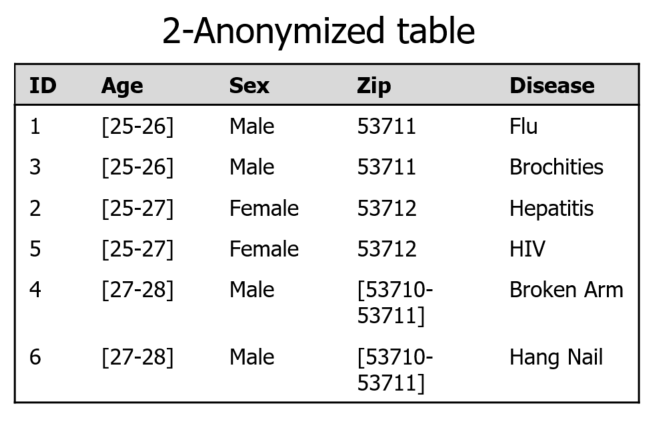 2-Anonymized table
ID Age Sex Zip Disease
1 [25-26] Male 53711 Flu
3 [25-26] Male 53711 Brochities
2 [25-27] Female 53712 Hepatitis
5 [25-27] Female 53712 HIV
4 [27-28] Male [53710- Broken Arm
53711]
6 [27-28] Male [53710- Hang Nail
53711]